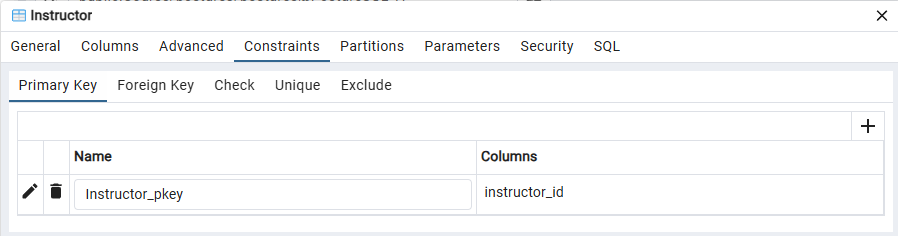 Instructor
General Columns Advanced Constraints Partitions Parameters Security SQL
Primary Key Foreign Key Check Unique Exclude
Name Columns
Instructor_pkey instructor_id